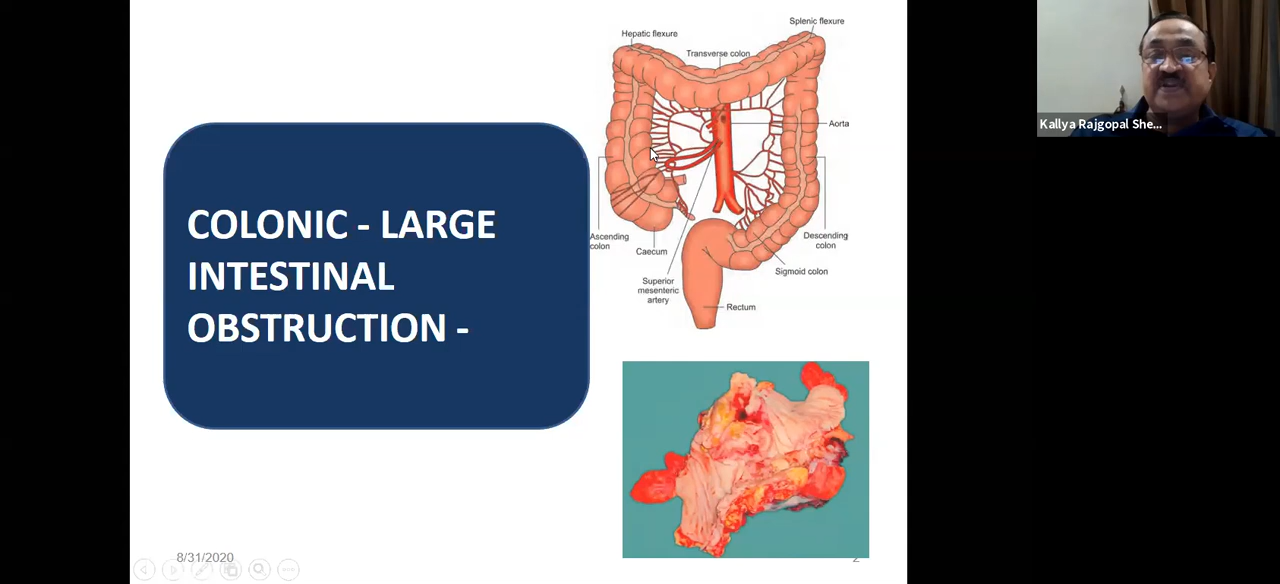 Splenic flexure
Hepatic flexure
Transverse colon
Aorta
COLONIC - LARGE
INTESTINAL
OBSTRUCTION -
Ascending
colon
Caecum
Descending
colon
Sigmoid colon
Superior
mesenteric
artery
Rectum
8/31/2020
2
Kallya Rajgopal She...